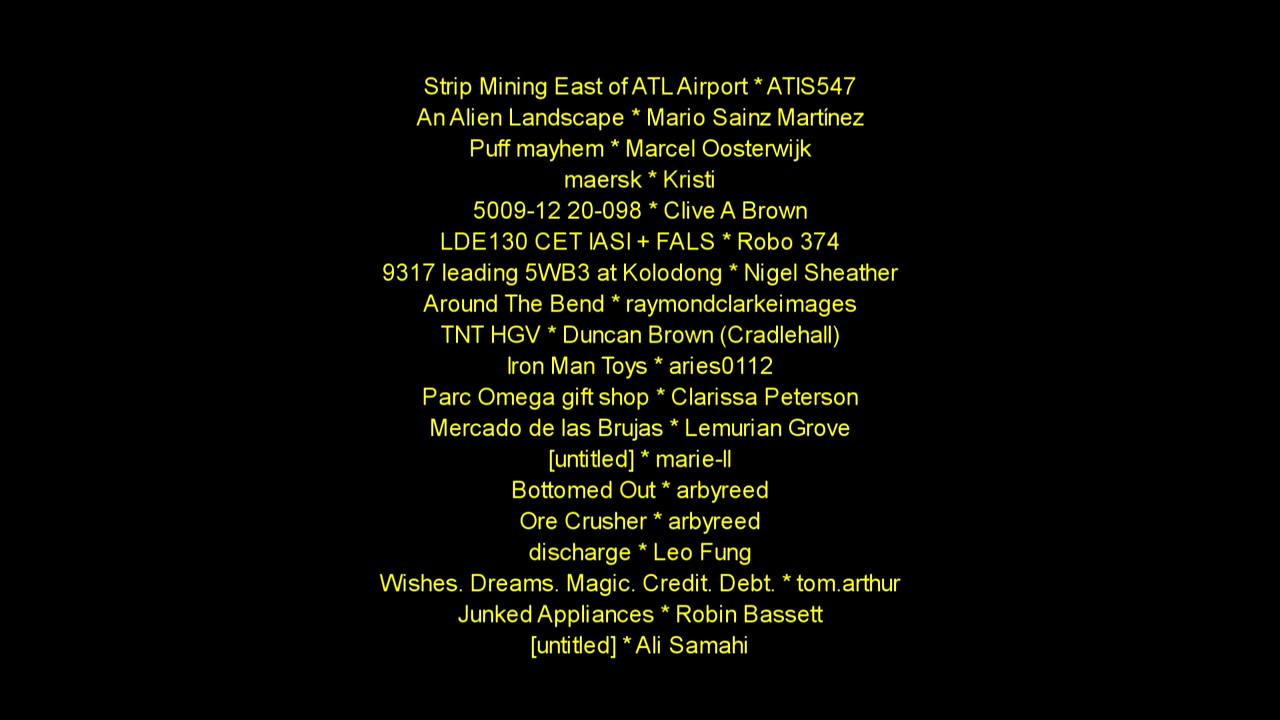 Strip Mining East of ATL Airport * ATIS547
An Alien Landscape * Mario Sainz Martínez
Puff mayhem * Marcel Oosterwijk
maersk * Kristi
5009-12 20-098 * Clive A Brown
LDE130 CET IASI + FALS * Robo 374
9317 leading 5WB3 at Kolodong * Nigel Sheather
Around The Bend * raymondclarkeimages
TNT HGV * Duncan Brown (Cradlehall)
Iron Man Toys * aries0112
Parc Omega gift shop * Clarissa Peterson
Mercado de las Brujas * Lemurian Grove
[untitled] * marie-ll
Bottomed Out * arbyreed
Ore Crusher * arbyreed
discharge * Leo Fung
Wishes. Dreams. Magic. Credit. Debt. * tom.arthur
Junked Appliances * Robin Bassett
[untitled] * Ali Samahi